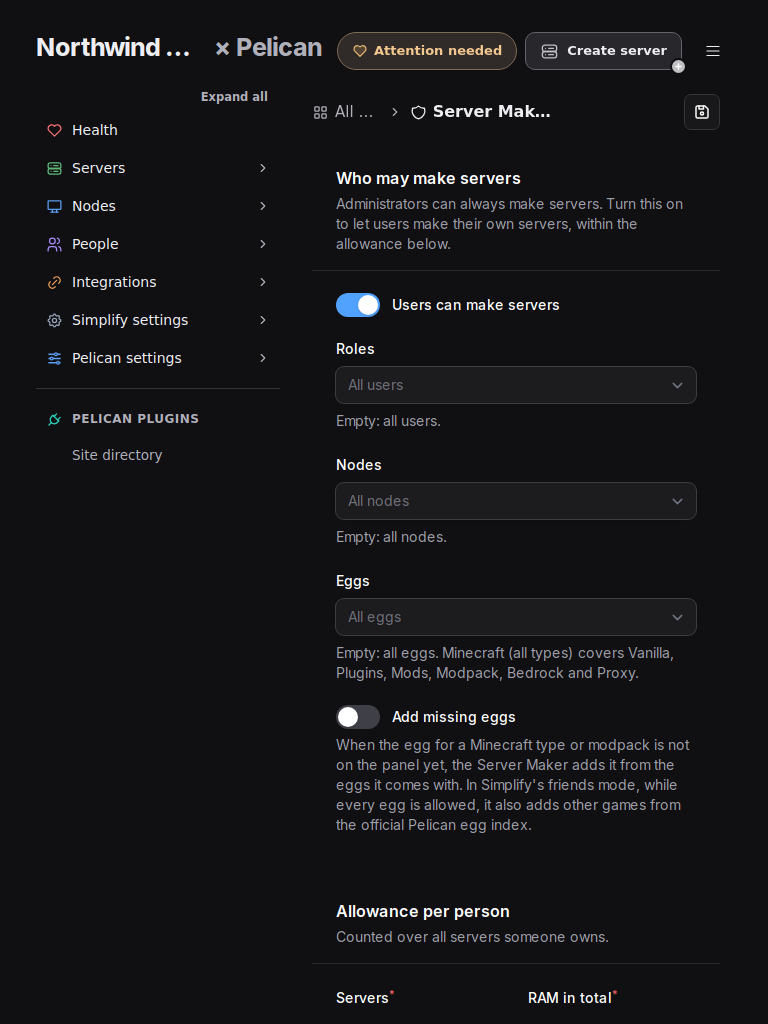 Northwind ... × Pelican
Attention needed
Create server
Expand all
Health
Servers
Nodes
People
Integrations
Simplify settings
Pelican settings
PELICAN PLUGINS
Site directory
All ... > Server Mak...
Who may make servers
Administrators can always make servers. Turn this on
to let users make their own servers, within the
allowance below.
Users can make servers
Roles
All users
Empty: all users.
Nodes
All nodes
Empty: all nodes.
Eggs
All eggs
Empty: all eggs. Minecraft (all types) covers Vanilla,
Plugins, Mods, Modpack, Bedrock and Proxy.
Add missing eggs
When the egg for a Minecraft type or modpack is not
on the panel yet, the Server Maker adds it from the
eggs it comes with. In Simplify's friends mode, while
every egg is allowed, it also adds other games from
the official Pelican egg index.
Allowance per person
Counted over all servers someone owns.
Servers*
RAM in total*